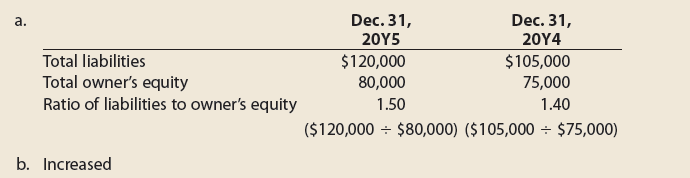 a. Dec. 31, Dec. 31,
20Y5 20Y4
Total liabilities $120,000 $105,000
Total owner's equity 80,000 75,000
Ratio of liabilities to owner's equity 1.50 1.40
($120,000 ÷ $80,000) ($105,000 ÷ $75,000)
b. Increased